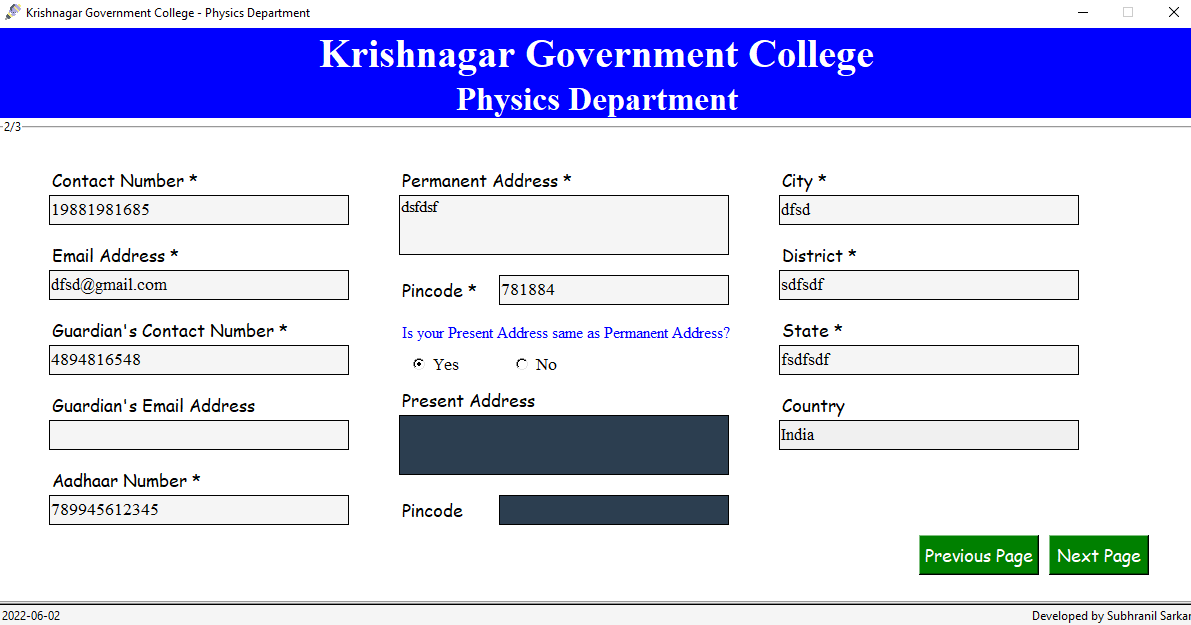 Krishnagar Government College - Physics Department
Krishnagar Government College
Physics Department
2/3
Contact Number *
19881981685
Email Address *
dfsd@gmail.com
Guardian's Contact Number *
4894816548
Guardian's Email Address
Aadhaar Number *
789945612345
Permanent Address *
dsfdsf
Pincode * 781884
Is your Present Address same as Permanent Address?
Yes No
Present Address
Pincode
City *
dfsd
District *
sdfsdf
State *
fsdfsdf
Country
India
Previous Page Next Page
2022-06-02 Developed by Subhranil Sarkar